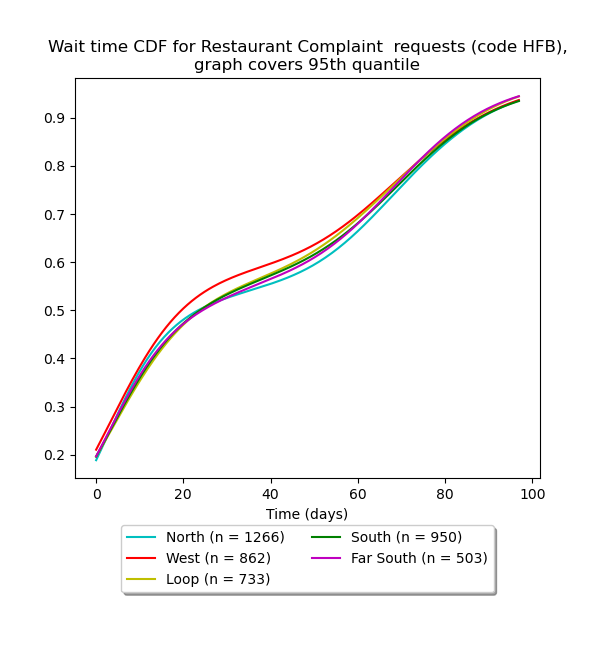 Wait time CDF for Restaurant Complaint  requests (code HFB),
graph covers 95th quantile
0.9
0.8
0.7
0.6
0.5
0.4
0.3
0.2
0 20 40 60 80 100
Time (days)
North (n = 1266)
West (n = 862)
Loop (n = 733)
South (n = 950)
Far South (n = 503)